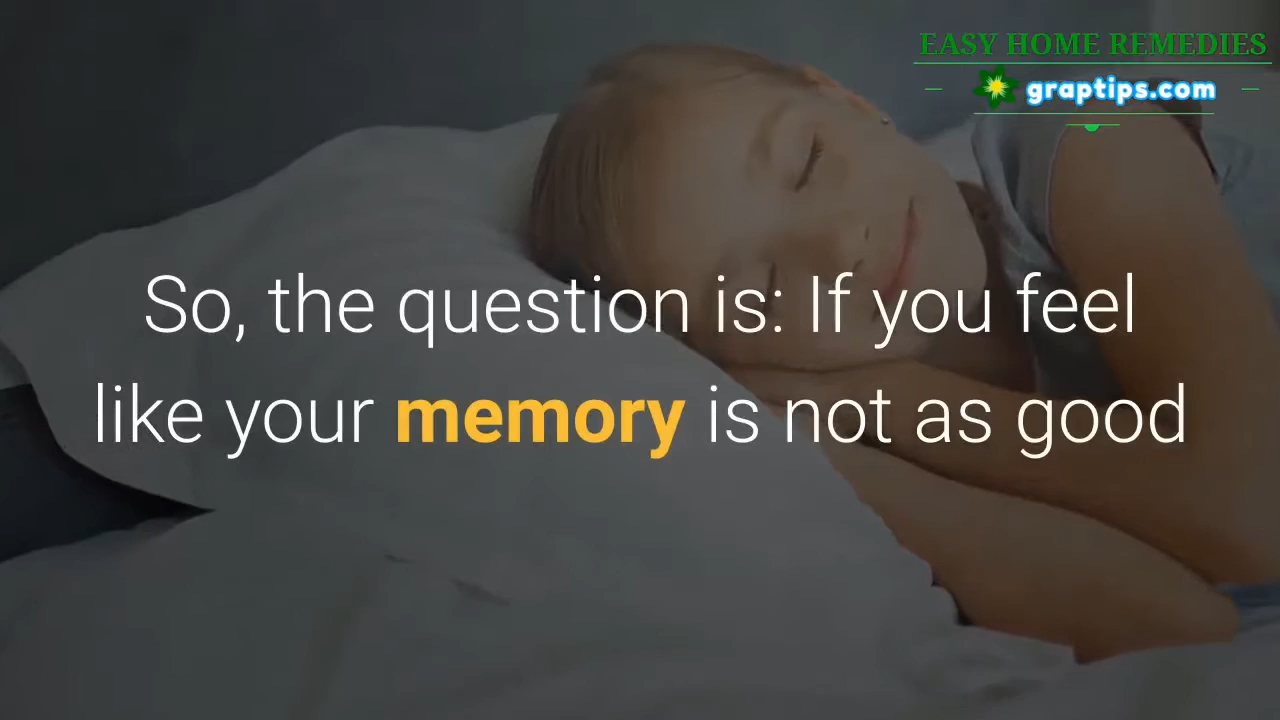 EASY HOME REMEDIES
graptips.com
So, the question is: If you feel
like your memory is not as good